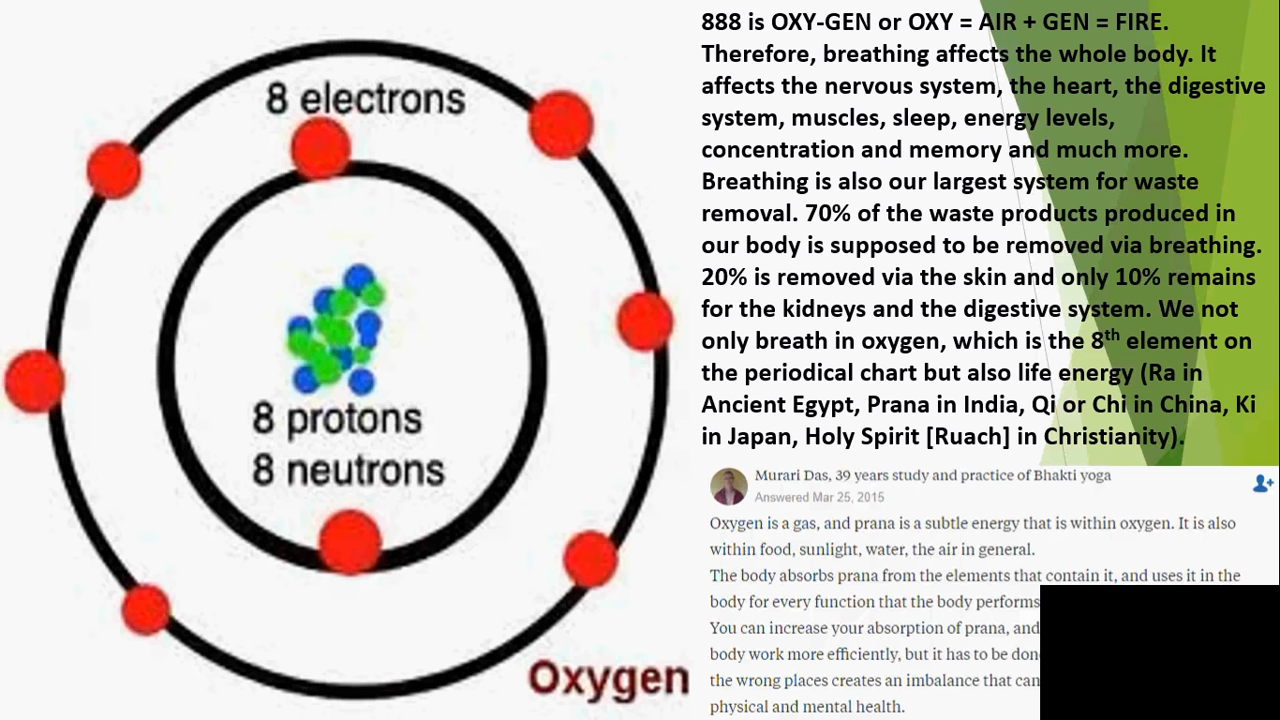 8 electrons
8 protons
8 neutrons
Oxygen
888 is OXY-GEN or OXY = AIR + GEN = FIRE.
Therefore, breathing affects the whole body. It
affects the nervous system, the heart, the digestive
system, muscles, sleep, energy levels,
concentration and memory and much more.
Breathing is also our largest system for waste
removal. 70% of the waste products produced in
our body is supposed to be removed via breathing.
20% is removed via the skin and only 10% remains
for the kidneys and the digestive system. We not
only breath in oxygen, which is the 8th element on
the periodical chart but also life energy (Ra in
Ancient Egypt, Prana in India, Qi or Chi in China, Ki
in Japan, Holy Spirit [Ruach] in Christianity).
Murari Das, 39 years study and practice of Bhakti yoga
Answered Mar 25, 2015
Oxygen is a gas, and prana is a subtle energy that is within oxygen. It is also
within food, sunlight, water, the air in general.
The body absorbs prana from the elements that contain it, and uses it in the
body for every function that the body performs
You can increase your absorption of prana, and
body work more efficiently, but it has to be don
the wrong places creates an imbalance that can
physical and mental health.